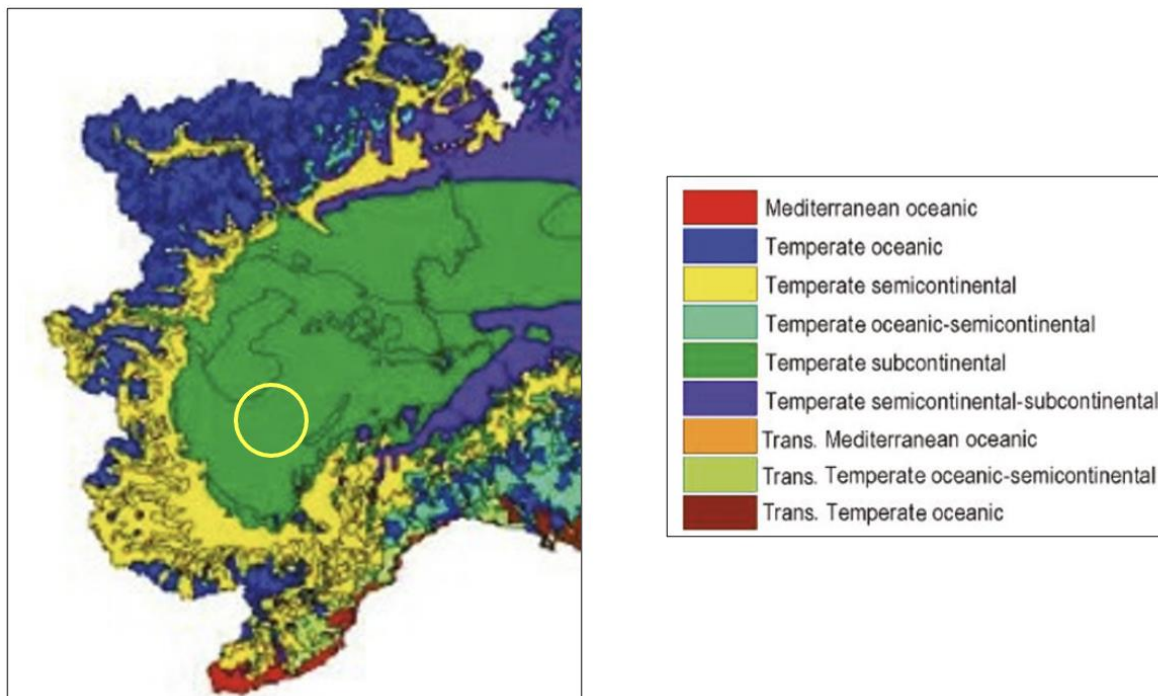 Mediterranean oceanic
Temperate oceanic
Temperate semicontinental
Temperate oceanic-semicontinental
Temperate subcontinental
Temperate semicontinental-subcontinental
Trans. Mediterranean oceanic
Trans. Temperate oceanic-semicontinental
Trans. Temperate oceanic